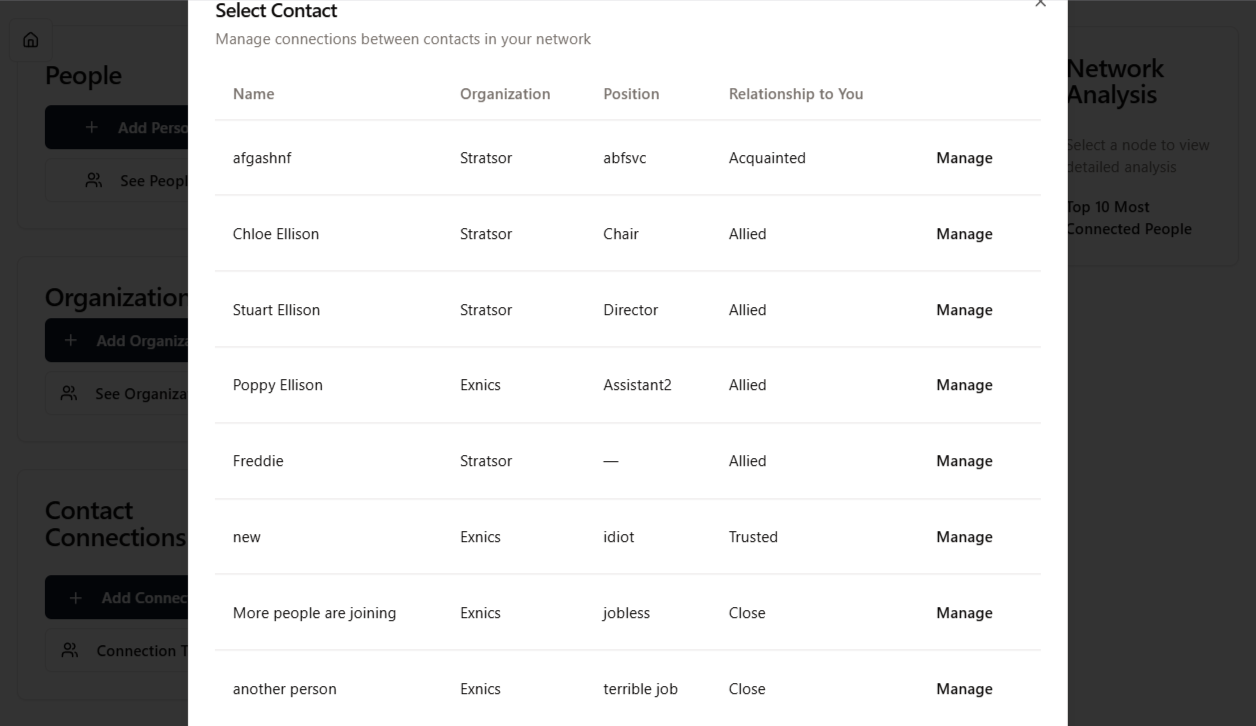 Select Contact
Manage connections between contacts in your network
Name Organization Position Relationship to You
afgashnf Stratsor abfsvc Acquainted Manage
Chloe Ellison Stratsor Chair Allied Manage
Stuart Ellison Stratsor Director Allied Manage
Poppy Ellison Exnics Assistant2 Allied Manage
Freddie Stratsor — Allied Manage
new Exnics idiot Trusted Manage
More people are joining Exnics jobless Close Manage
another person Exnics terrible job Close Manage
People
Add Perso
See Peopl
Organization
Add Organiza
See Organiza
Contact
Connections
Add Connec
Connection T
Network
Analysis
Select a node to view
detailed analysis
Top 10 Most
Connected People